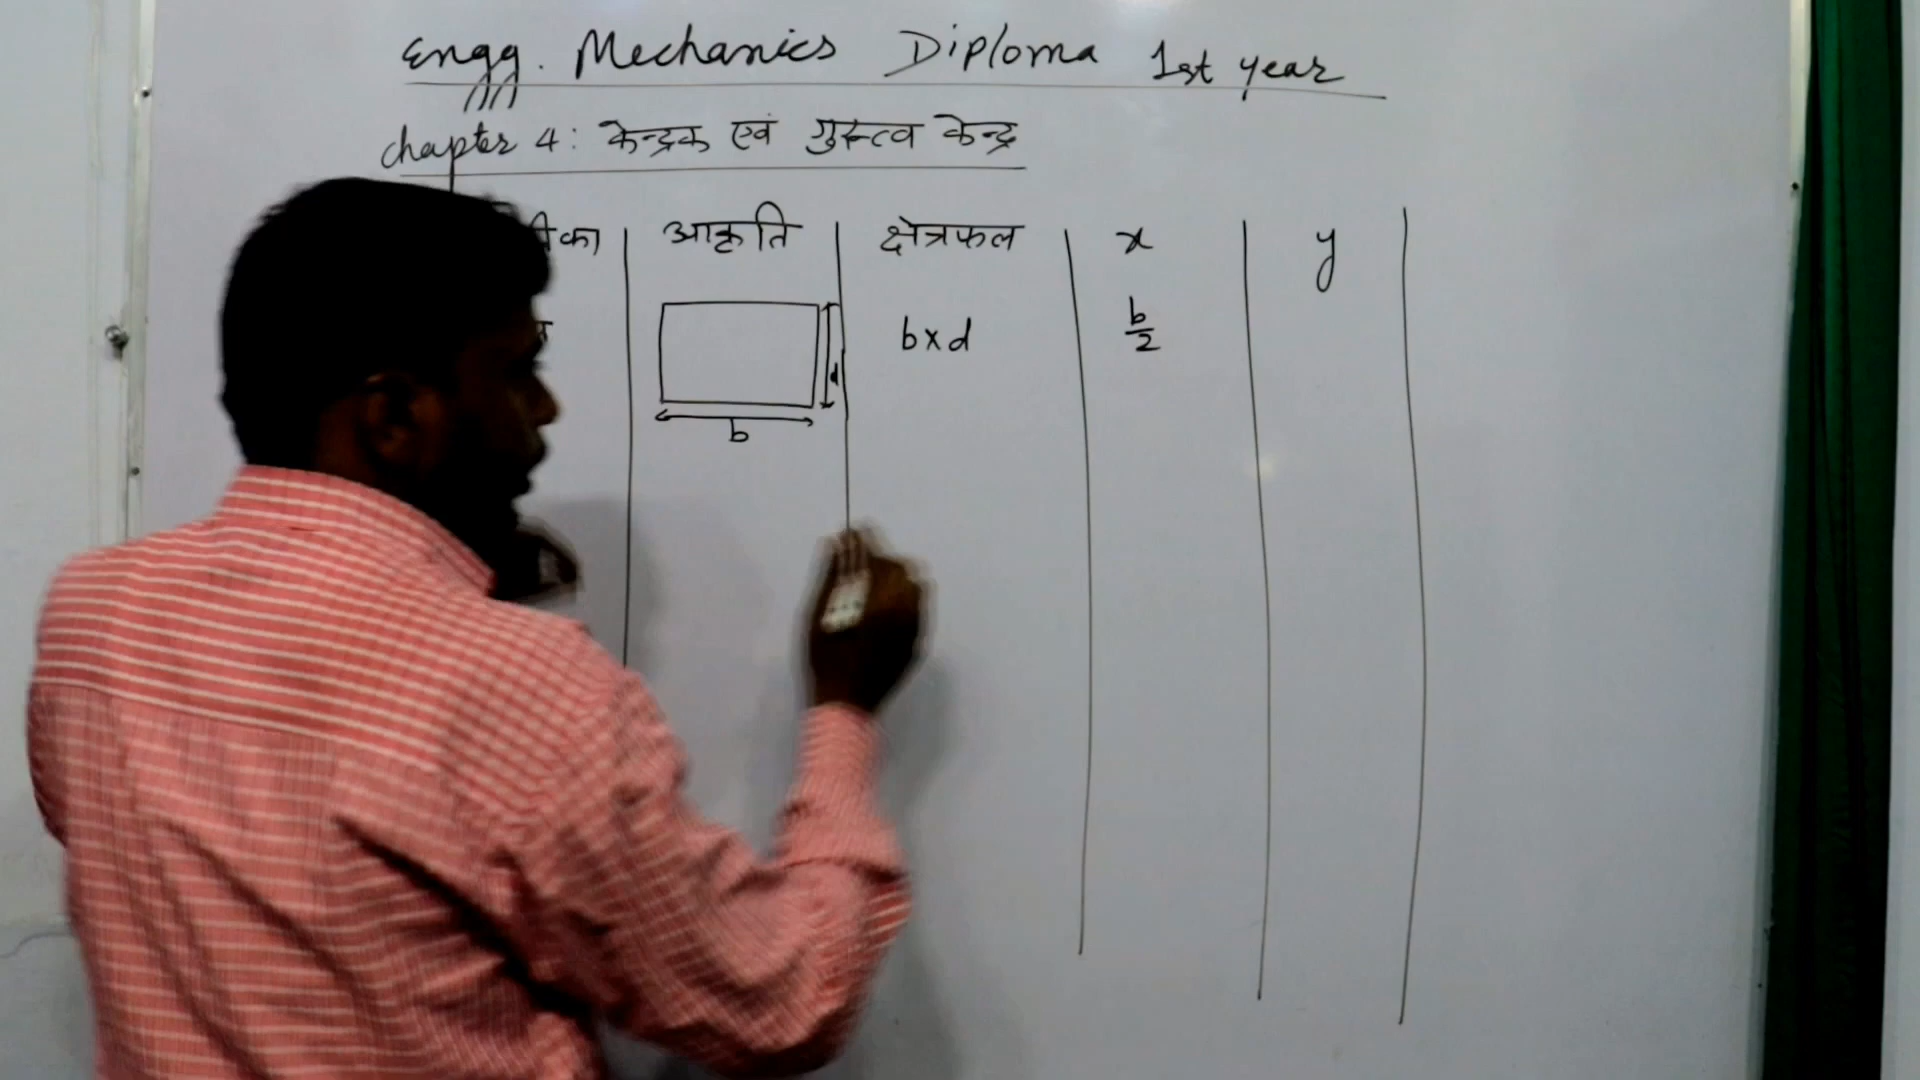 Engg. Mechanics Diploma 1st year
chapter 4: केन्द्रक एवं गुरूत्व केन्द्र
आकृति क्षेत्रफल x y
b×d b/2
d
b